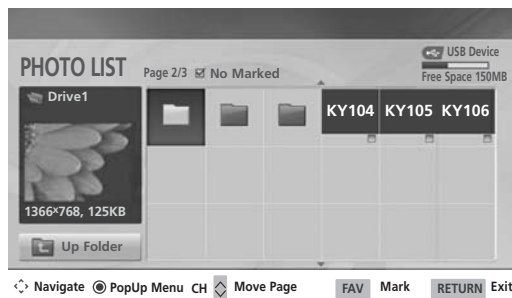 USB Device
PHOTO LIST Page 2/3 ☑ No Marked
Free Space 150MB
Drive1
KY104 KY105 KY106
1366×768, 125KB
Up Folder
Navigate PopUp Menu CH Move Page FAV Mark RETURN Exit